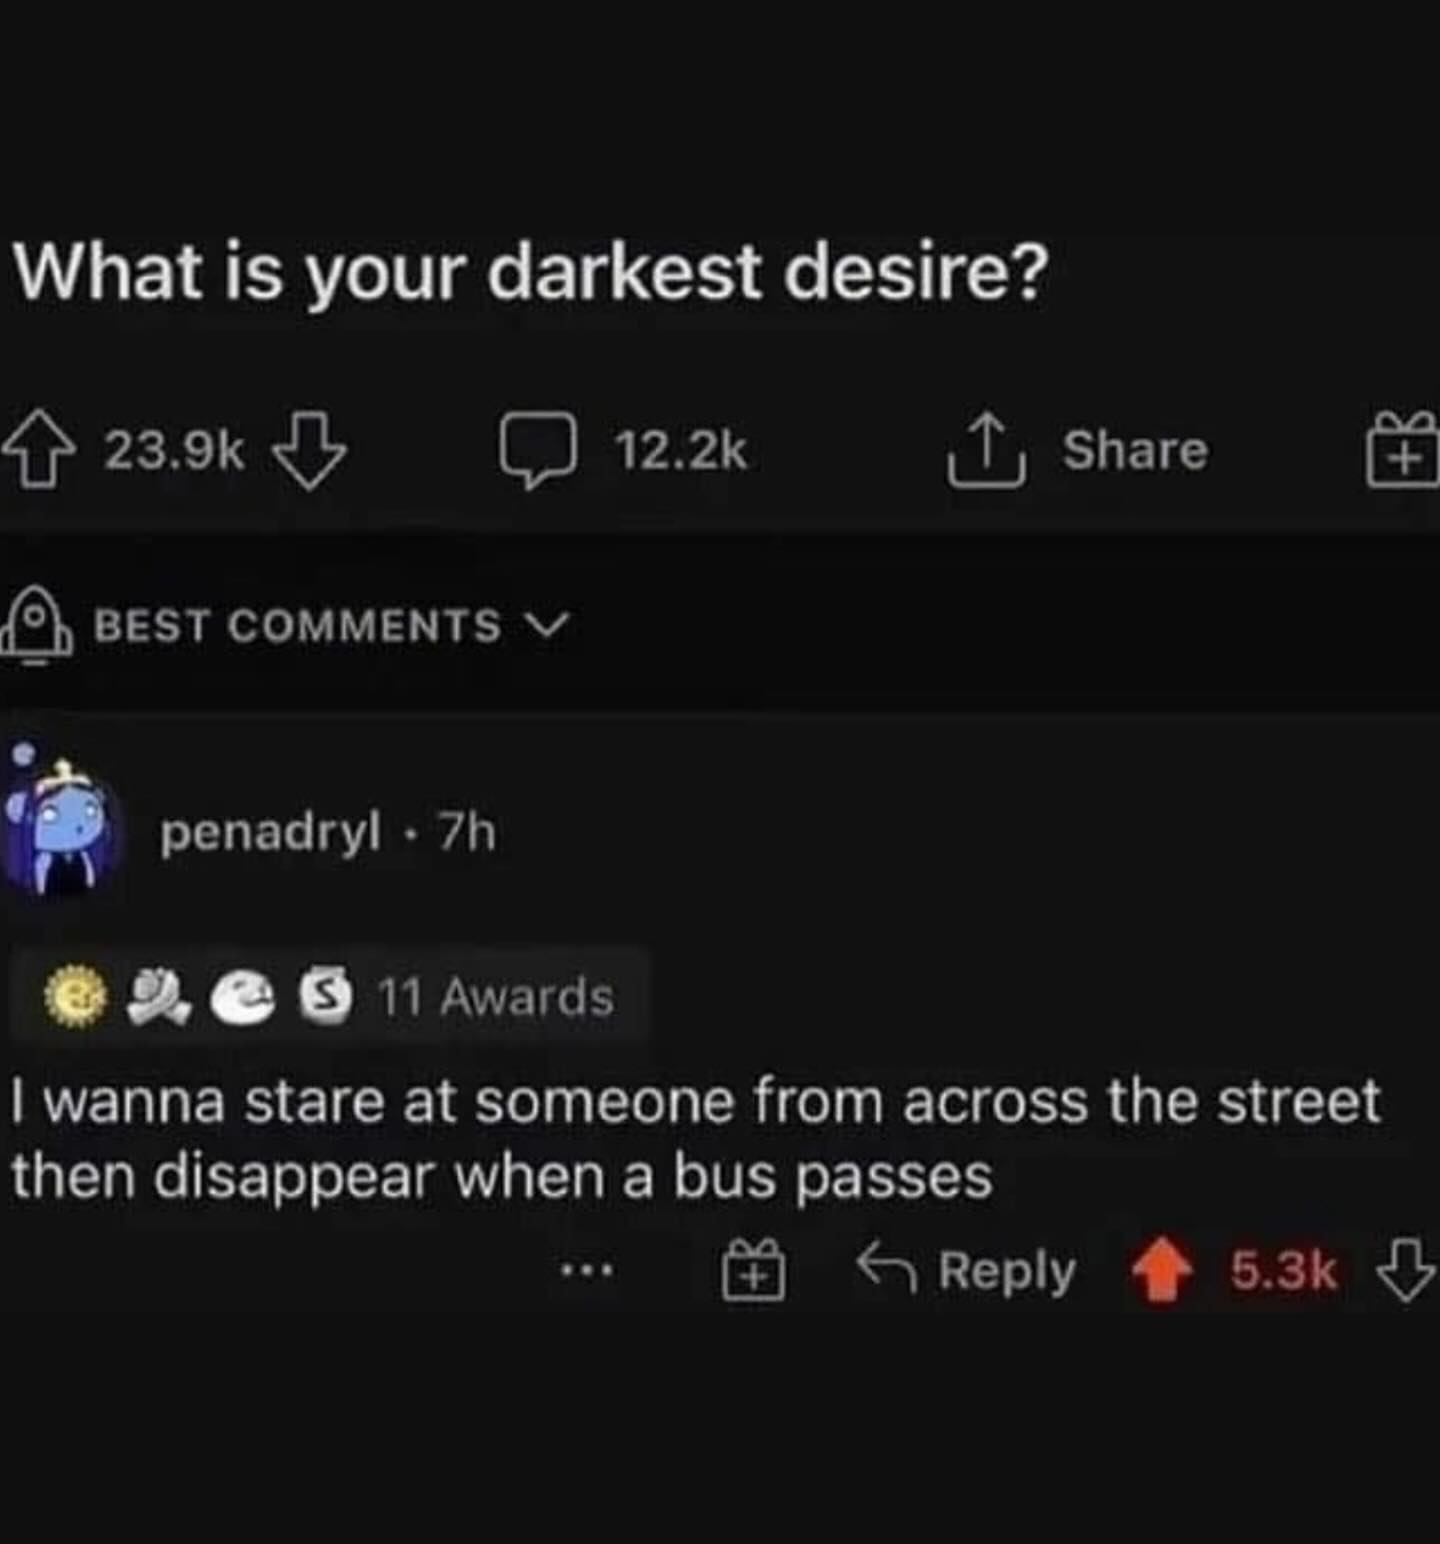 What is your darkest desire?
23.9k 12.2k Share
BEST COMMENTS
penadryl · 7h
S 11 Awards
I wanna stare at someone from across the street
then disappear when a bus passes
... Reply 5.3k